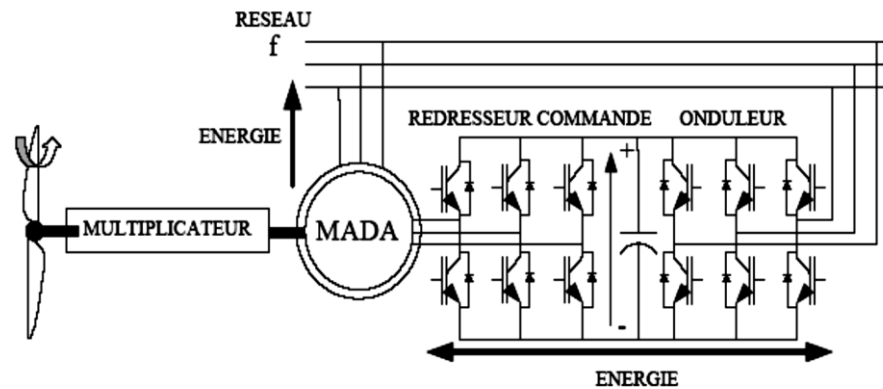 RESEAU
f
ENERGIE
REDRESSEUR COMMANDE
ONDULEUR
+
MULTIPLICATEUR
MADA
-
ENERGIE